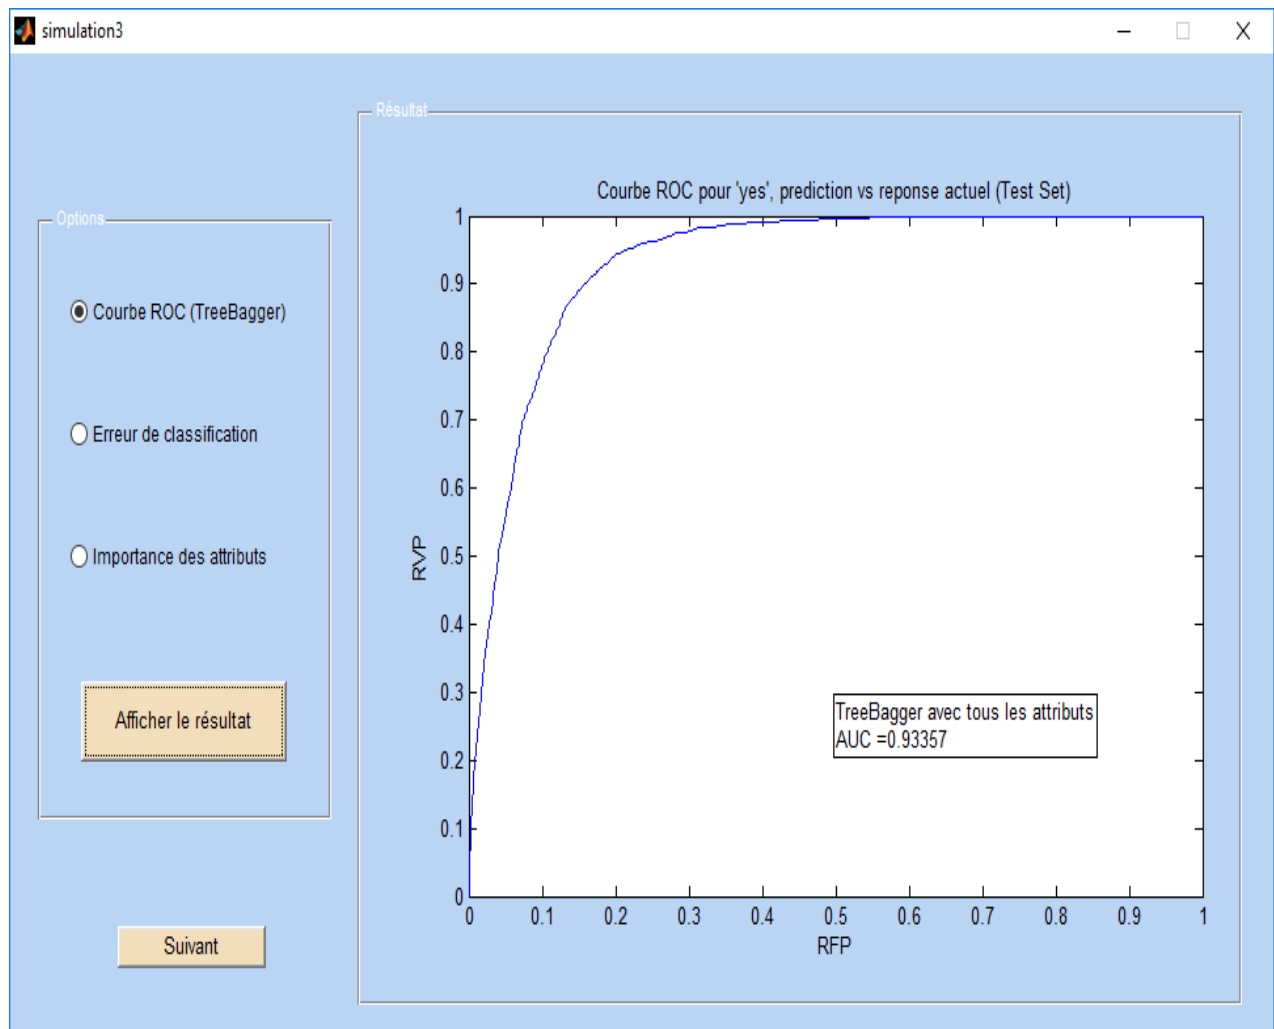 simulation3
Résultat
Courbe ROC pour 'yes', prediction vs reponse actuel (Test Set)
Options
Courbe ROC (TreeBagger)
Erreur de classification
Importance des attributs
Afficher le résultat
Suivant
1
0.9
0.8
0.7
0.6
0.5
0.4
0.3
0.2
0.1
0
RVP
TreeBagger avec tous les attributs
AUC =0.93357
0 0.1 0.2 0.3 0.4 0.5 0.6 0.7 0.8 0.9 1
RFP